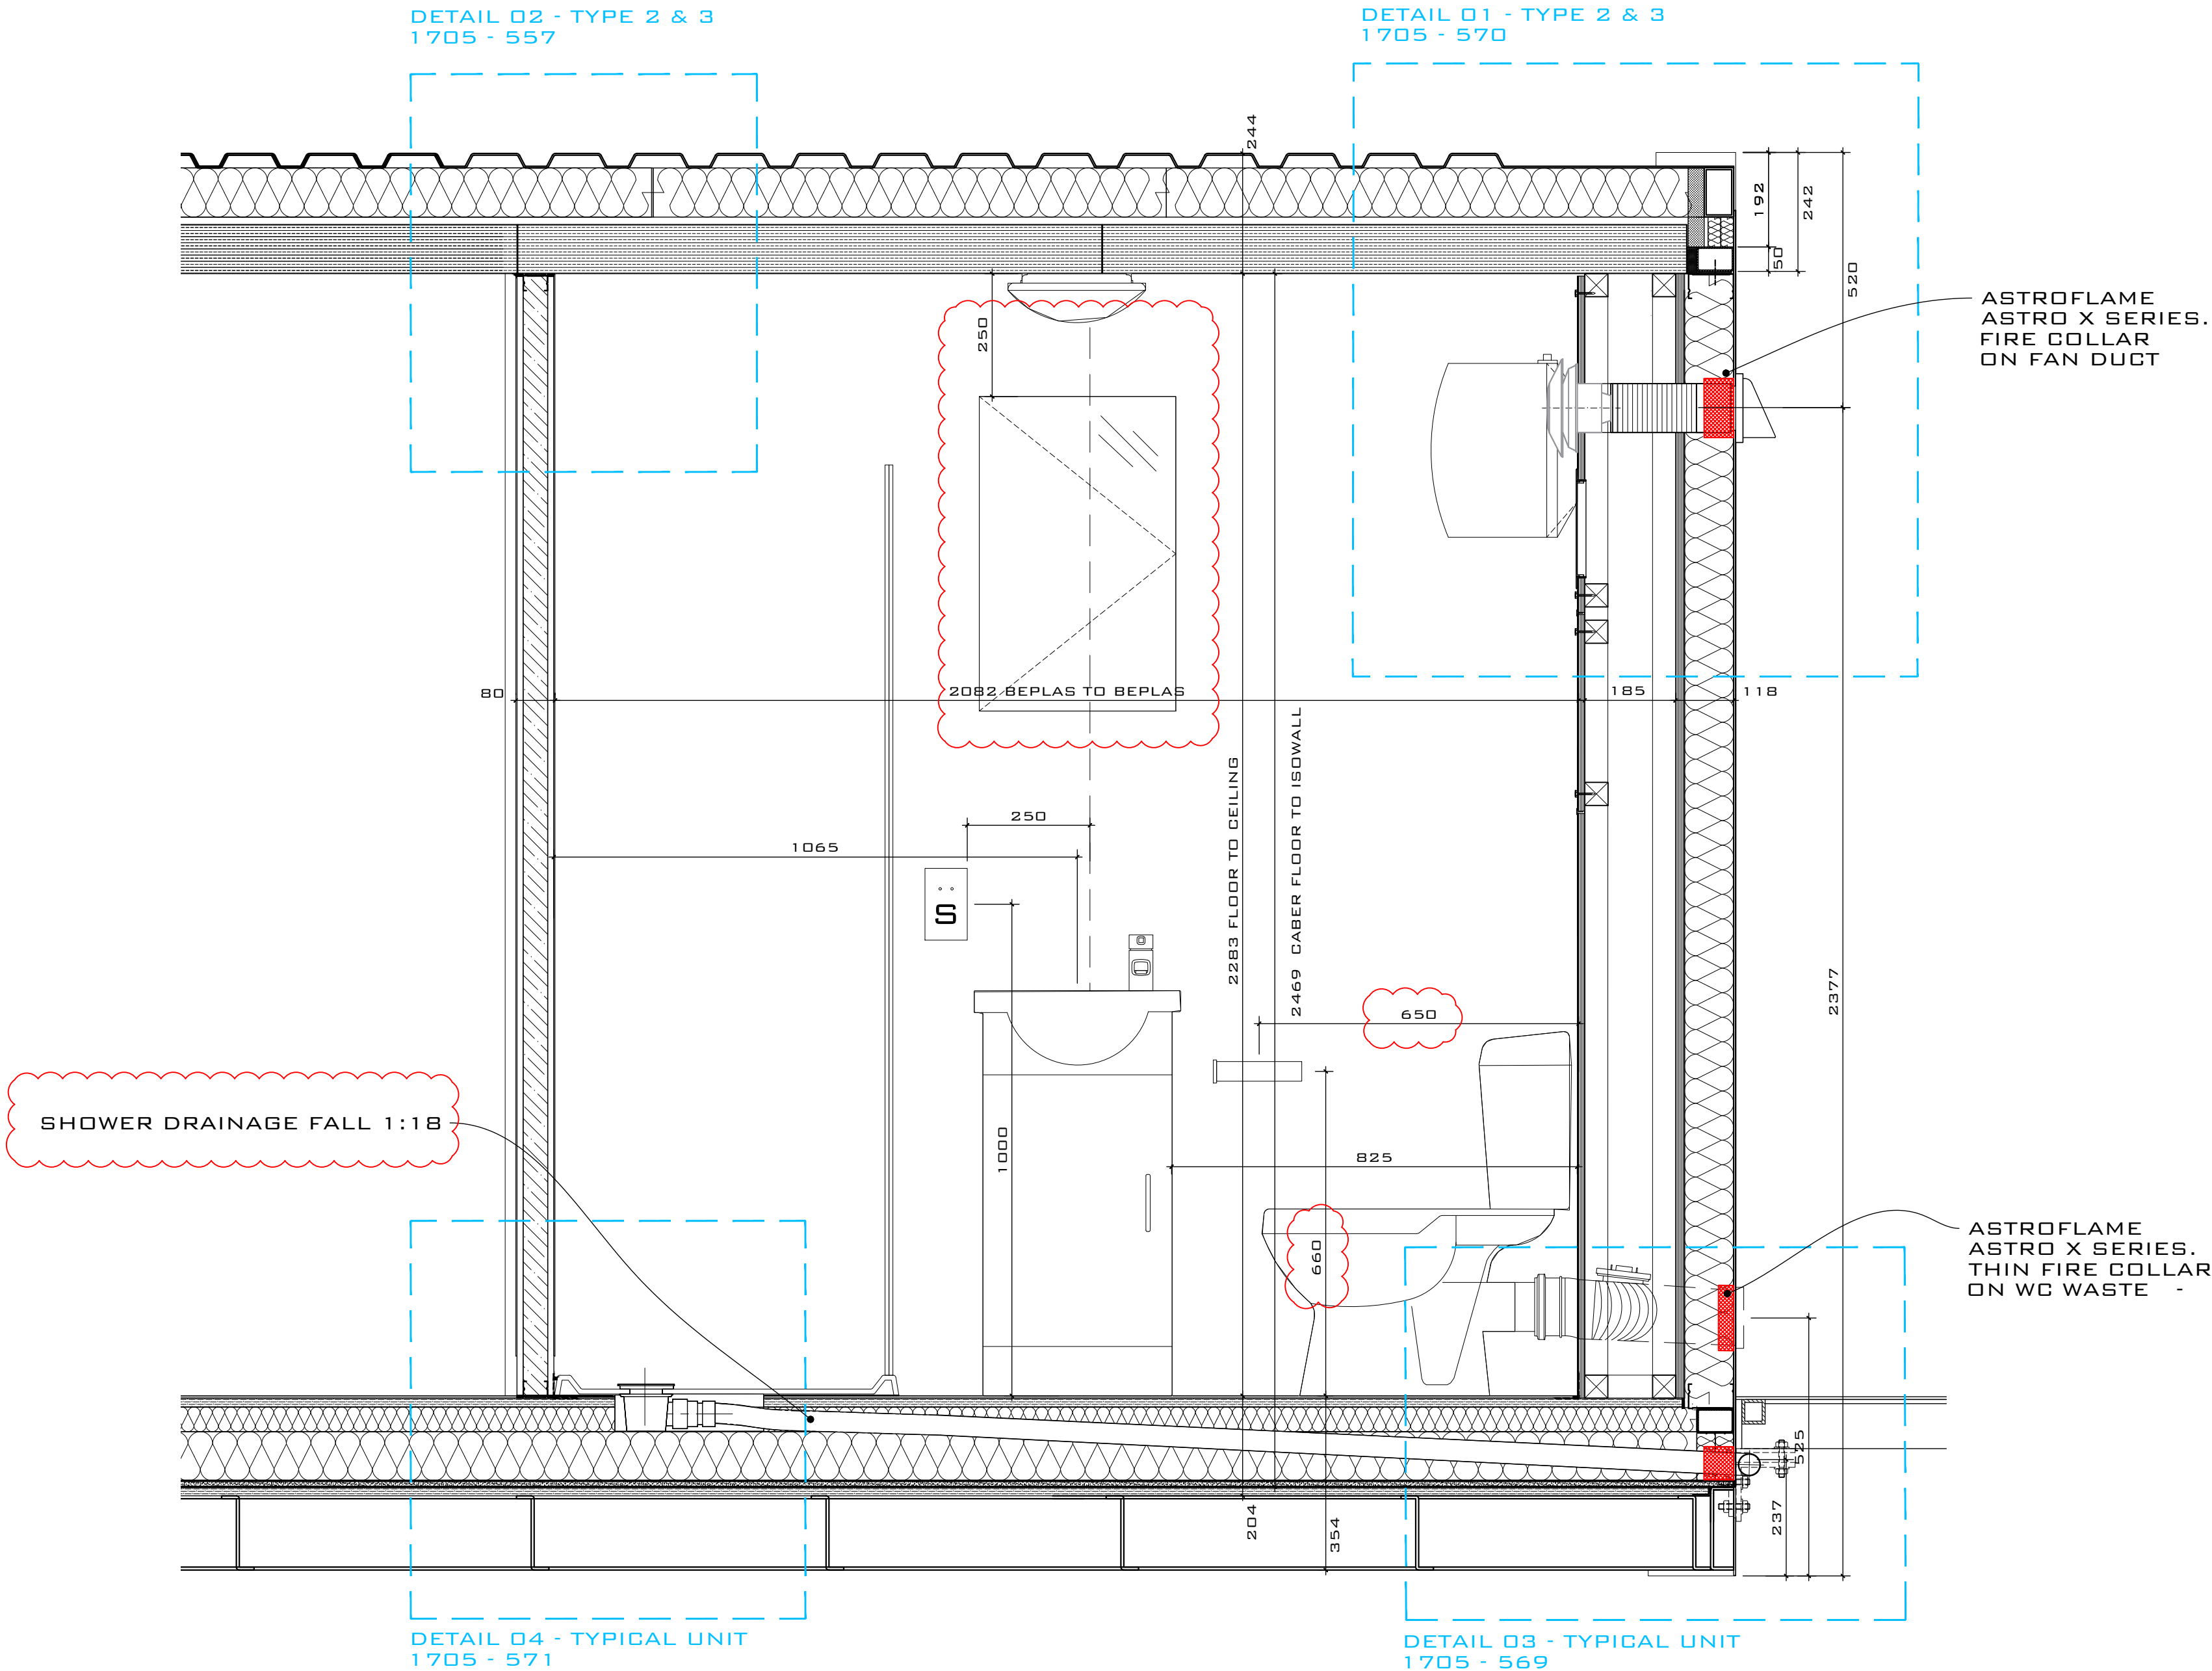 DETAIL 02 - TYPE 2 & 3
1705 - 557
DETAIL 01 - TYPE 2 & 3
1705 - 570
244
192
242
50
520
ASTROFLAME
ASTRO X SERIES.
FIRE COLLAR
ON FAN DUCT
250
80
2082 BEPLAS TO BEPLAS
185
118
2283 FLOOR TO CEILING
2469 CABER FLOOR TO ISOWALL
250
1065
S
2377
650
SHOWER DRAINAGE FALL 1:18
1000
825
660
ASTROFLAME
ASTRO X SERIES.
THIN FIRE COLLAR
ON WC WASTE -
525
237
204
354
DETAIL 04 - TYPICAL UNIT
1705 - 571
DETAIL 03 - TYPICAL UNIT
1705 - 569